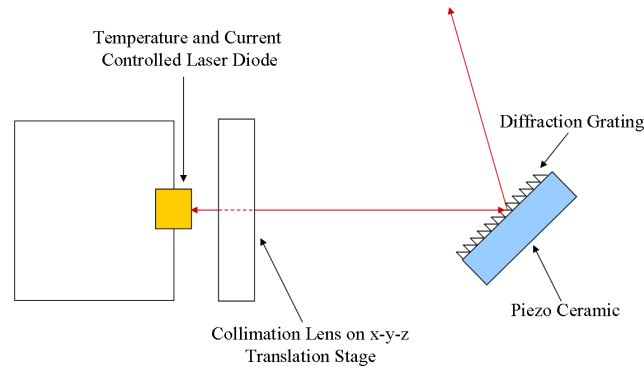 Temperature and Current
Controlled Laser Diode
Diffraction Grating
Piezo Ceramic
Collimation Lens on x-y-z
Translation Stage